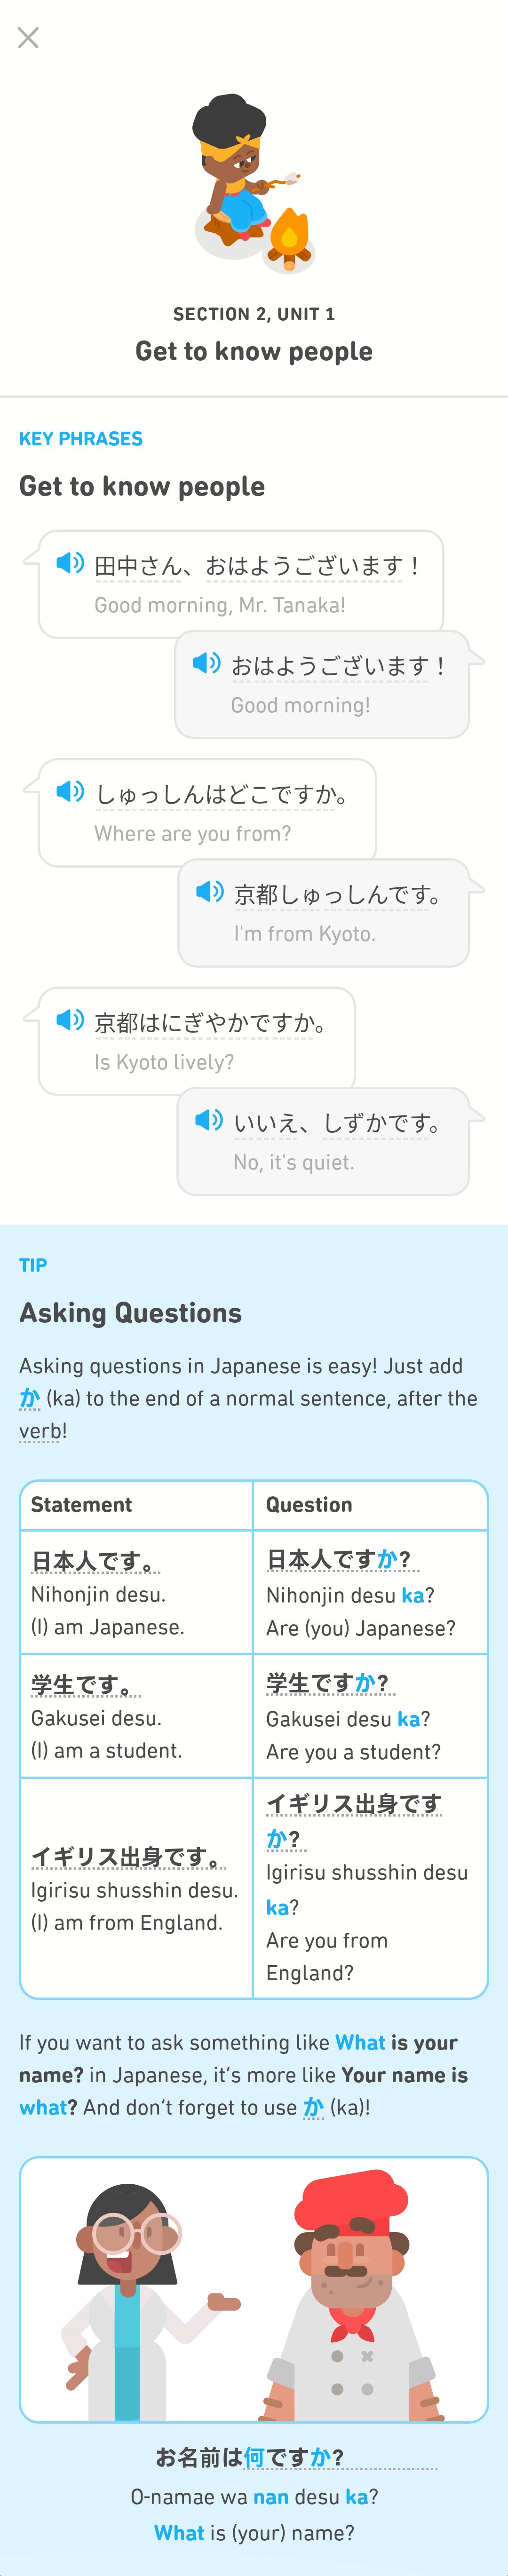 SECTION 2, UNIT 1
Get to know people
KEY PHRASES
Get to know people
田中さん、おはようございます！
Good morning, Mr. Tanaka!
おはようございます！
Good morning!
しゅっしんはどこですか。
Where are you from?
京都しゅっしんです。
I'm from Kyoto.
京都はにぎやかですか。
Is Kyoto lively?
いいえ、しずかです。
No, it's quiet.
TIP
Asking Questions
Asking questions in Japanese is easy! Just add
か (ka) to the end of a normal sentence, after the
verb!
Statement
Question
日本人です。
Nihonjin desu.
(I) am Japanese.
日本人ですか?
Nihonjin desu ka?
Are (you) Japanese?
学生です。
Gakusei desu.
(I) am a student.
学生ですか?
Gakusei desu ka?
Are you a student?
イギリス出身です。
Igirisu shusshin desu.
(I) am from England.
イギリス出身です
か?
Igirisu shusshin desu
ka?
Are you from
England?
If you want to ask something like What is your
name? in Japanese, it’s more like Your name is
what? And don’t forget to use か (ka)!
お名前は何ですか?
O-namae wa nan desu ka?
What is (your) name?